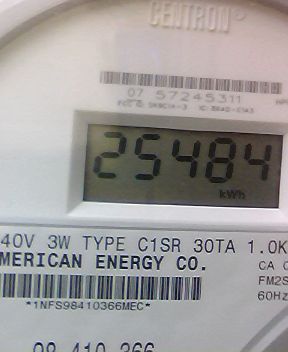 CENTRON®
07 57245311
25484
kWh
40V 3W TYPE C1SR 30TA 1.0K
MERICAN ENERGY CO.
CA
FM2S
60Hz
*1NFS98410366MEC*
98 410 366